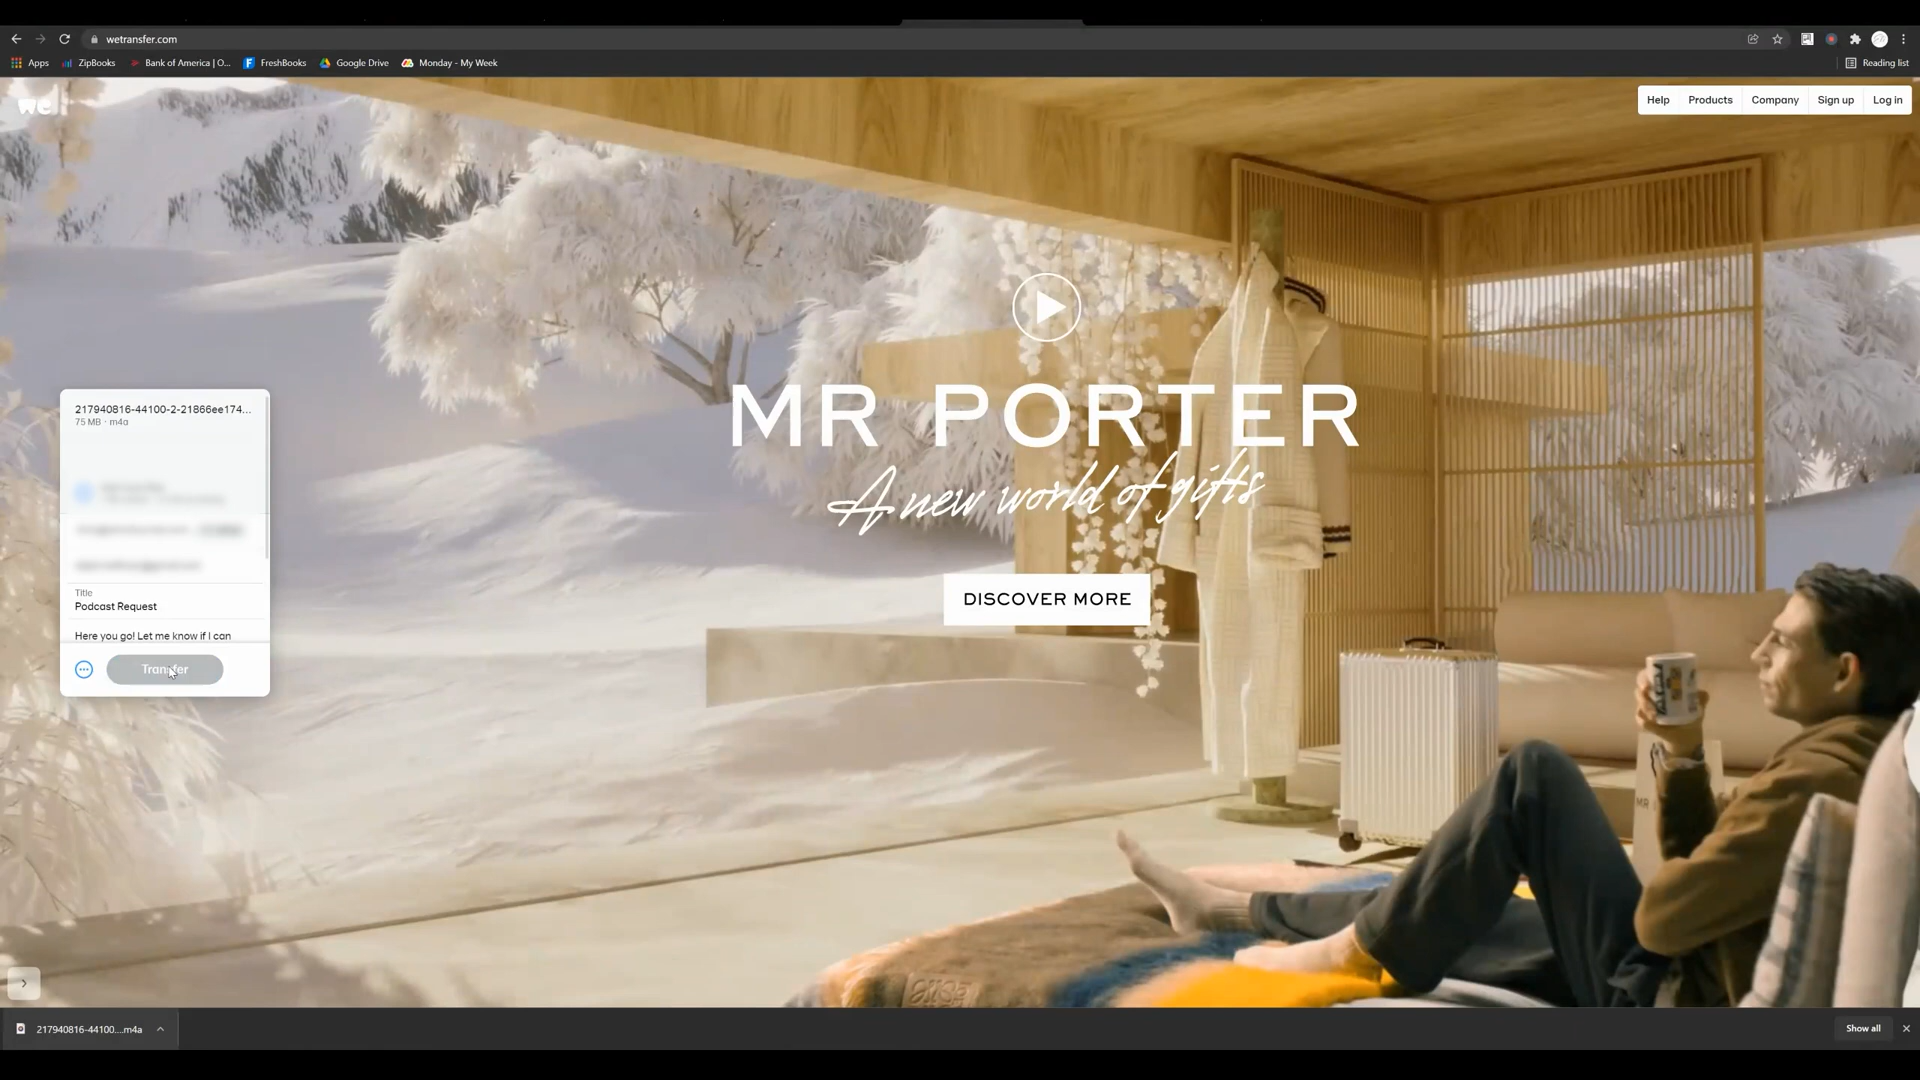 wetransfer.com
Apps ZipBooks Bank of America | O... FreshBooks Google Drive Monday - My Week Reading list
we
Help Products Company Sign up Log in
MR PORTER
A new world of gifts
DISCOVER MORE
217940816-44100-2-21866ee174...
75 MB · m4a
Title
Podcast Request
Here you go! Let me know if I can
Transfer
217940816-44100....m4a Show all